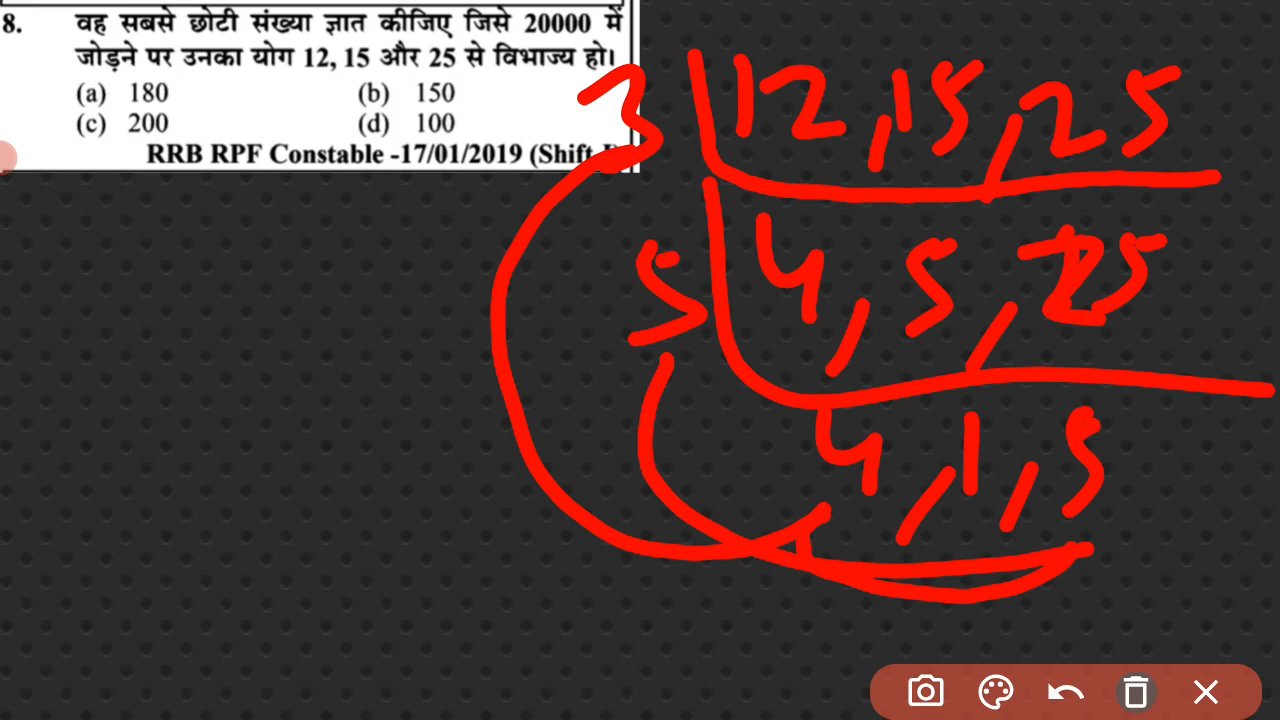 8. वह सबसे छोटी संख्या ज्ञात कीजिए जिसे 20000 में
जोड़ने पर उनका योग 12, 15 और 25 से विभाज्य हो।
(a) 180 (b) 150
(c) 200 (d) 100
RRB RPF Constable -17/01/2019 (Shift
3 12, 15, 25
5 4, 5, 25
4, 1, 5